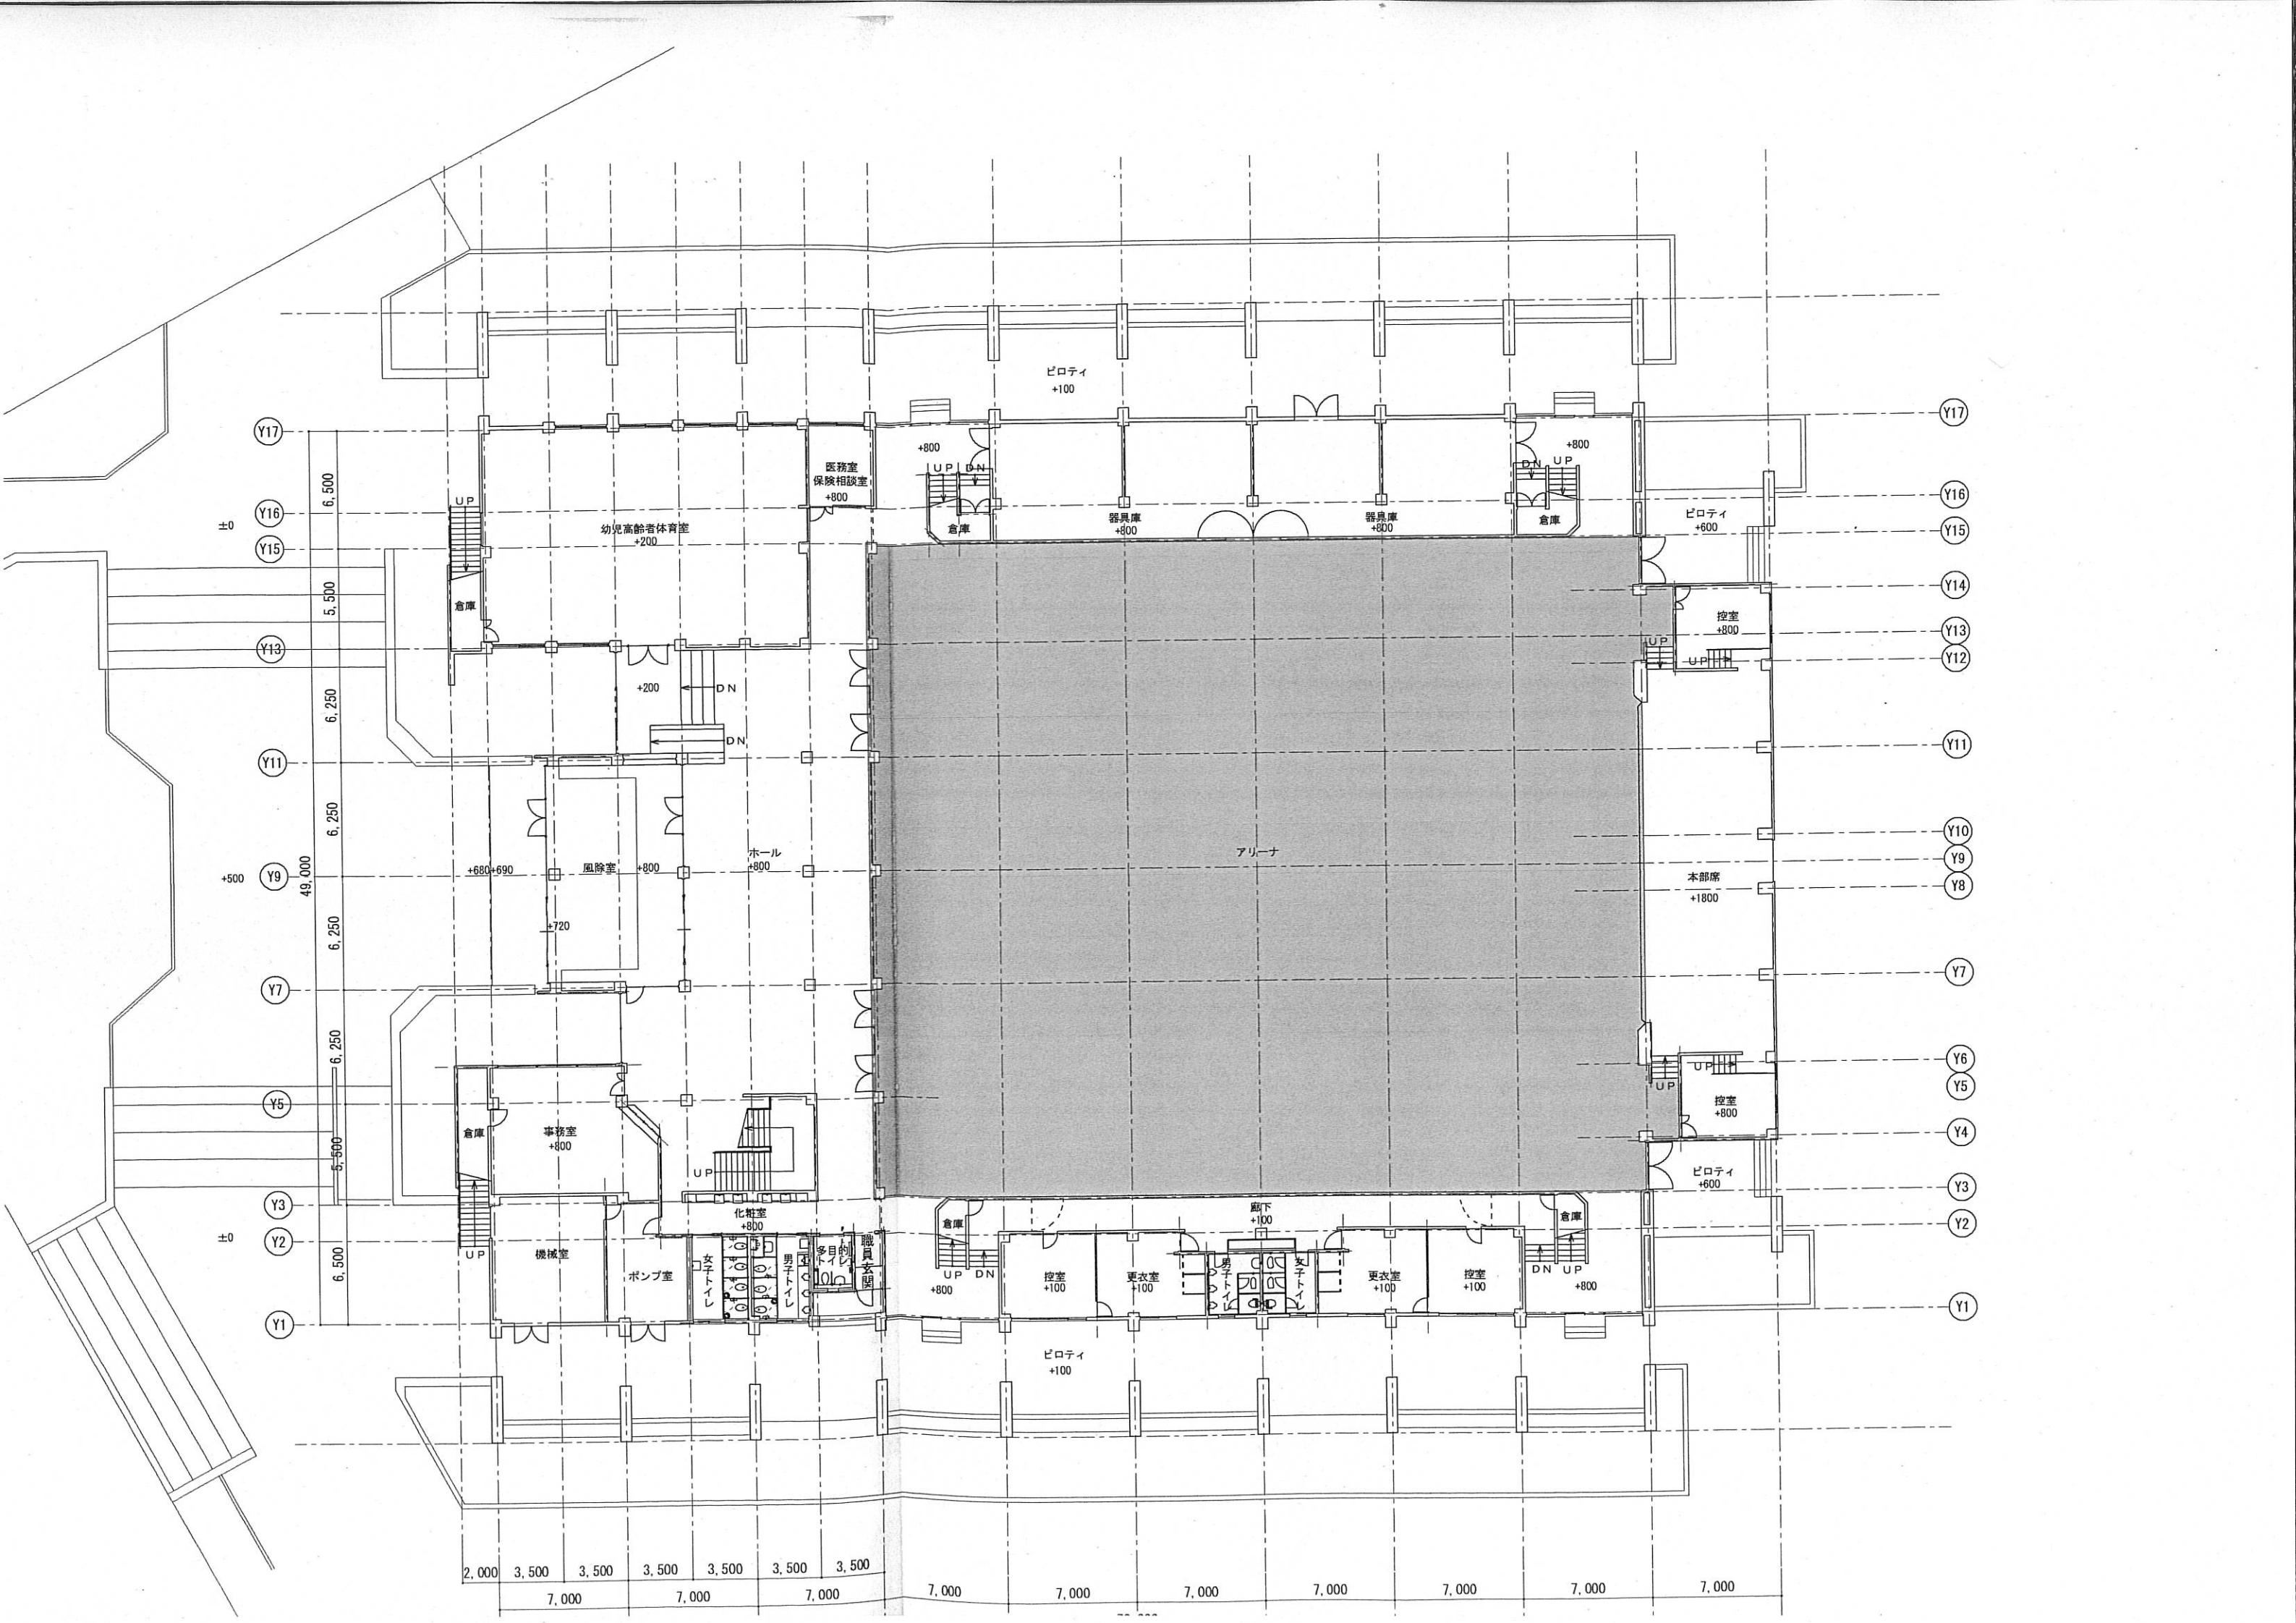 ピロティ
+100
Y17
Y17
6,500
医務室
保険相談室
+800
+800
UP
DN
+800
DN
UP
UP
Y16
Y16
±0
幼児高齢者体育室
+200
倉庫
器具庫
+800
器具庫
+800
倉庫
ピロティ
+600
Y15
Y15
5,500
倉庫
Y14
控室
+800
Y13
Y13
UP
UP
Y12
+200
DN
6,250
DN
Y11
Y11
6,250
Y10
ホール
+800
アリーナ
Y9
49,000
+500
Y9
+680
+690
風除室
+800
本部席
+1800
Y8
+720
6,250
Y7
Y7
6,250
Y6
UP
UP
Y5
Y5
控室
+800
倉庫
事務室
+800
Y4
5,500
UP
ピロティ
+600
Y3
Y3
化粧室
+800
倉庫
廊下
+100
倉庫
Y2
±0
Y2
UP
機械室
ポンプ室
女子トイレ
男子トイレ
多目的
トイレ
職員玄関
UP
DN
+800
控室
+100
更衣室
+100
男子トイレ
女子トイレ
更衣室
+100
控室
+100
DN
UP
+800
6,500
Y1
Y1
ピロティ
+100
2,000
3,500
3,500
3,500
3,500
3,500
3,500
7,000
7,000
7,000
7,000
7,000
7,000
7,000
7,000
7,000
7,000